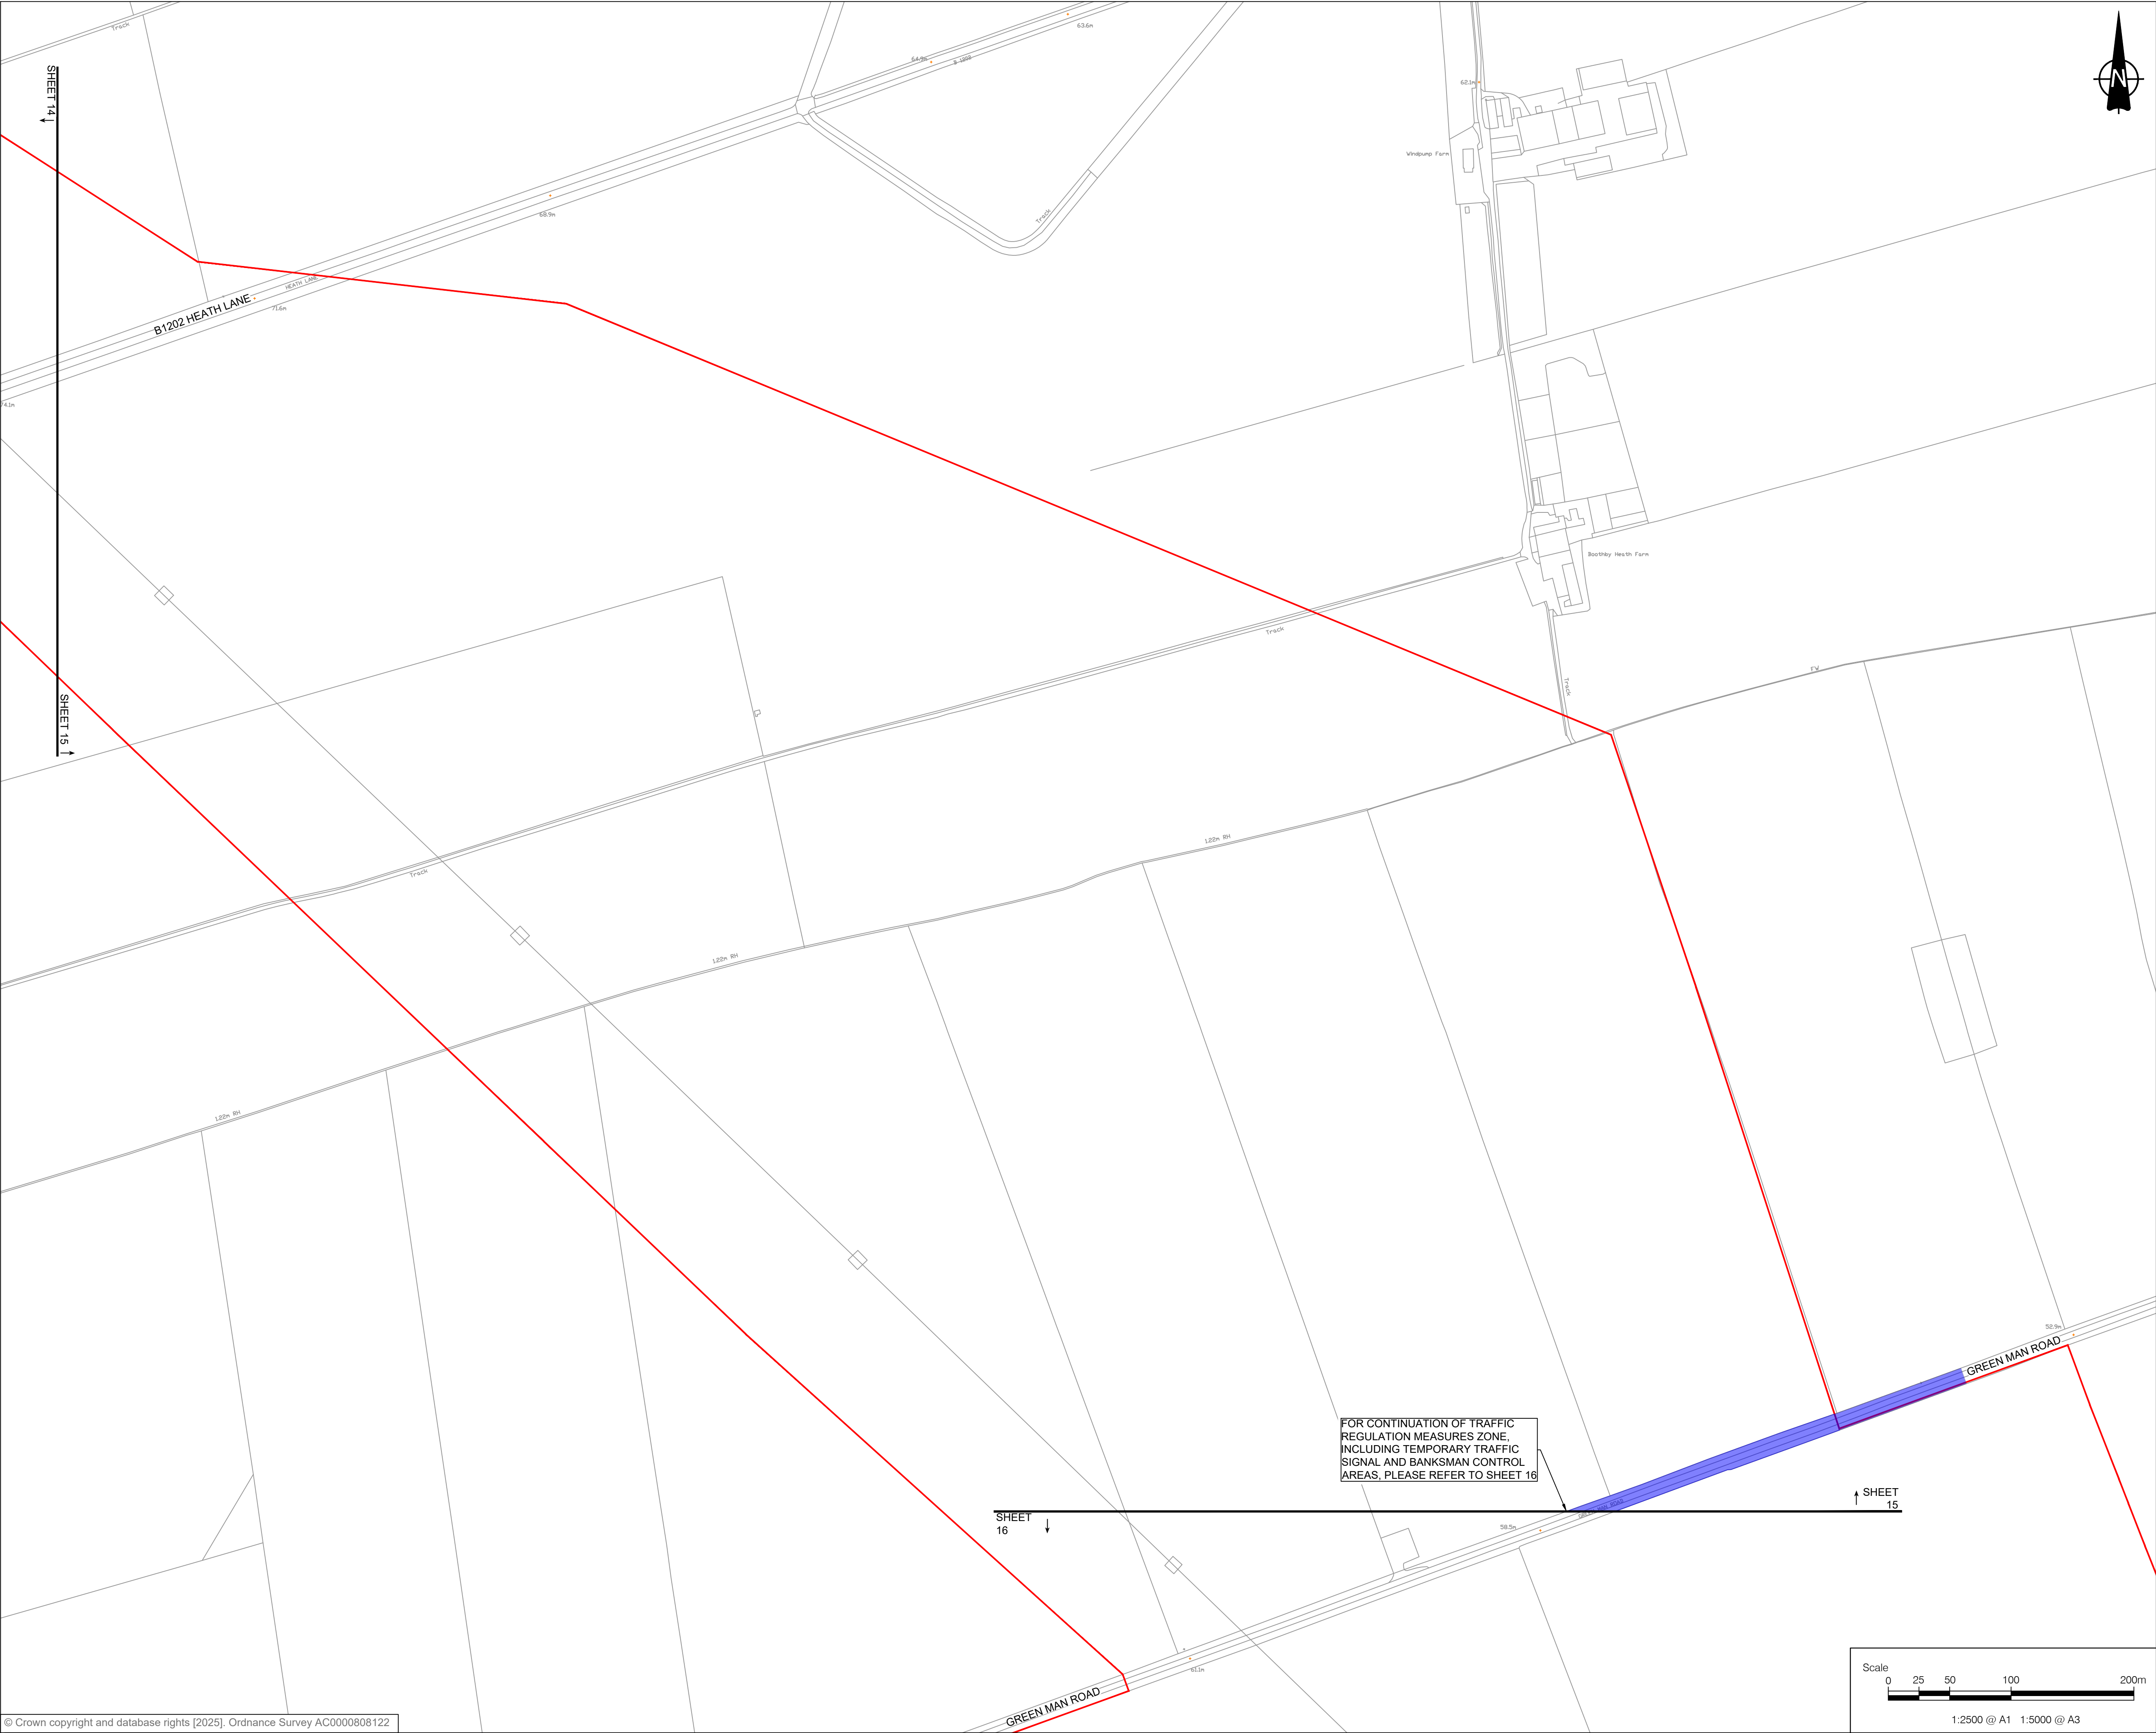 Track
63.6m
64.9m
SHEET 14
62.1m
N
Windpump Farm
68.9m
Track
HEATH LANE
B1202 HEATH LANE
71.6m
74.1m
Boothby Heath Farm
Track
FW
Track
SHEET 15
1.22m RH
Track
1.22m RH
1.22m RH
52.9m
GREEN MAN ROAD
FOR CONTINUATION OF TRAFFIC
REGULATION MEASURES ZONE,
INCLUDING TEMPORARY TRAFFIC
SIGNAL AND BANKSMAN CONTROL
AREAS, PLEASE REFER TO SHEET 16
SHEET
15
SHEET
16
58.5m
61.1m
GREEN MAN ROAD
Scale
0 25 50 100 200m
1:2500 @ A1 1:5000 @ A3
© Crown copyright and database rights [2025]. Ordnance Survey AC0000808122